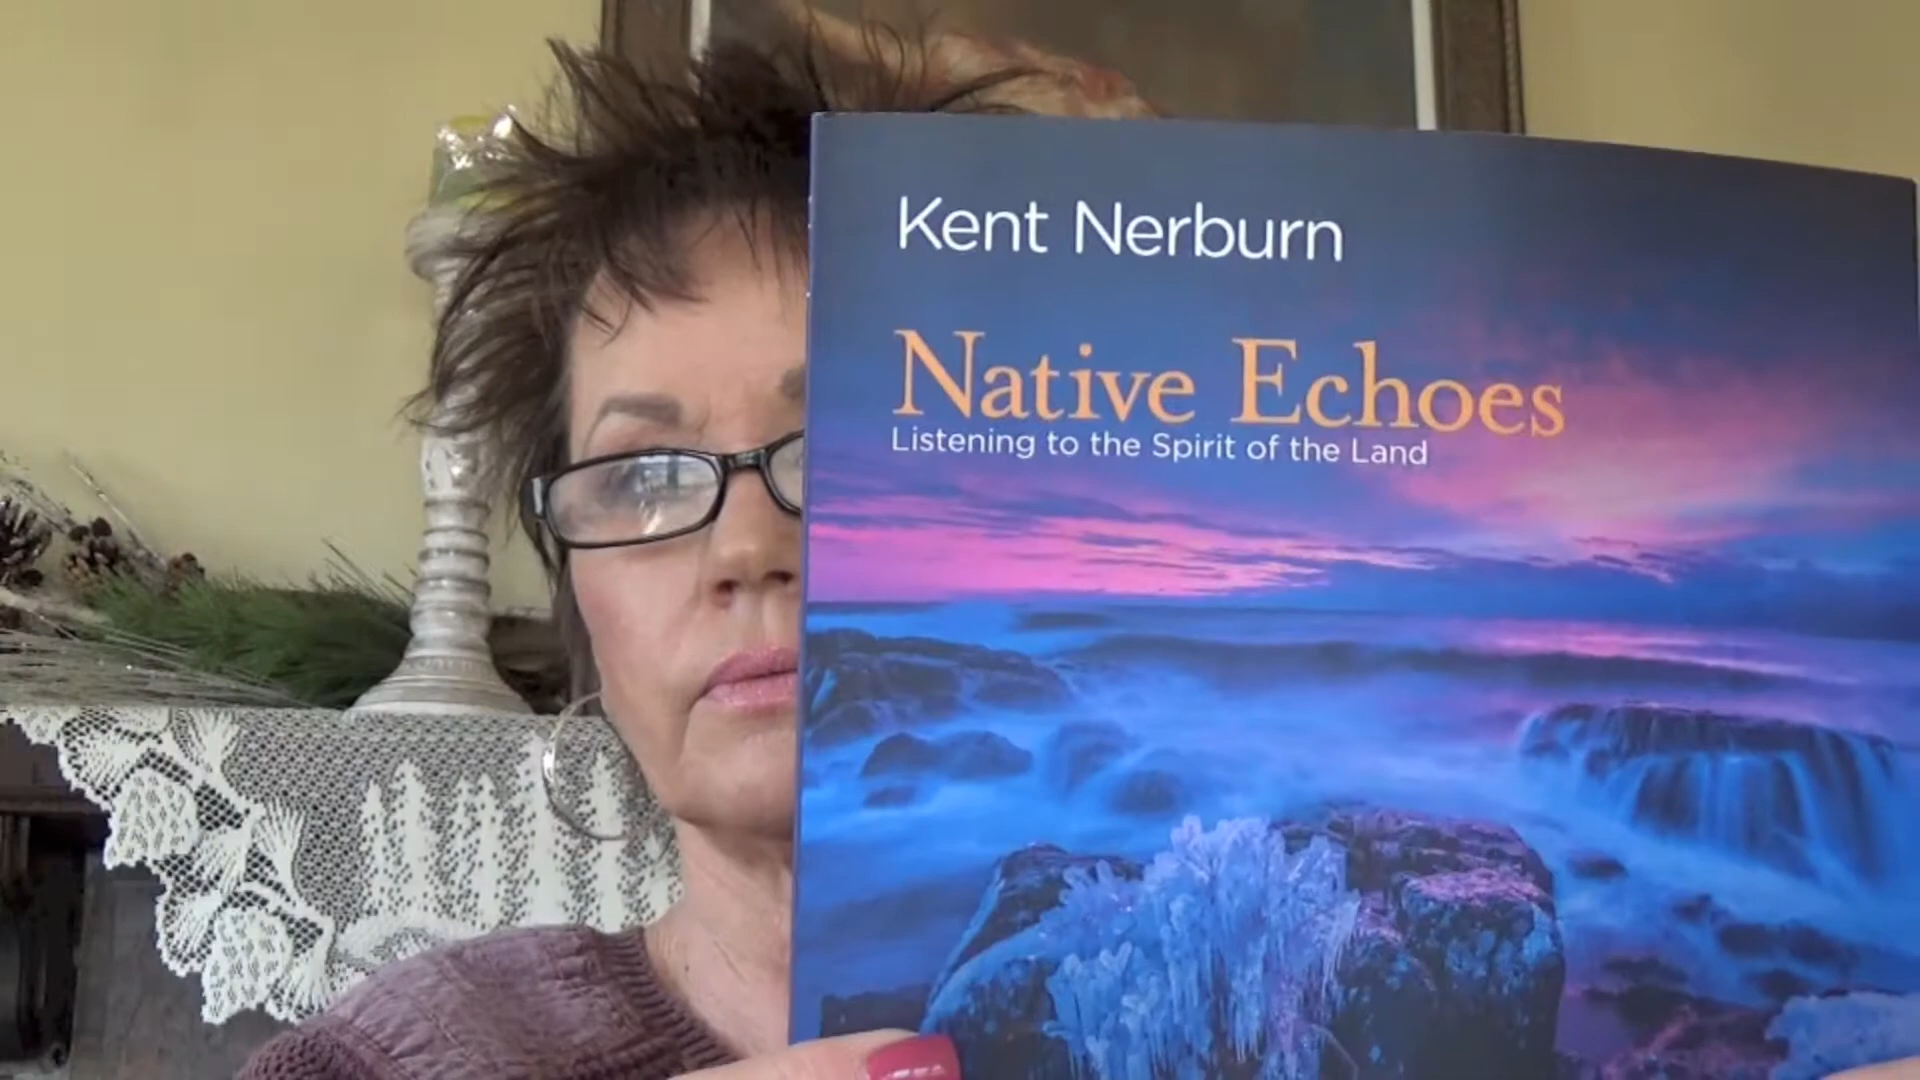 Kent Nerburn
Native Echoes
Listening to the Spirit of the Land